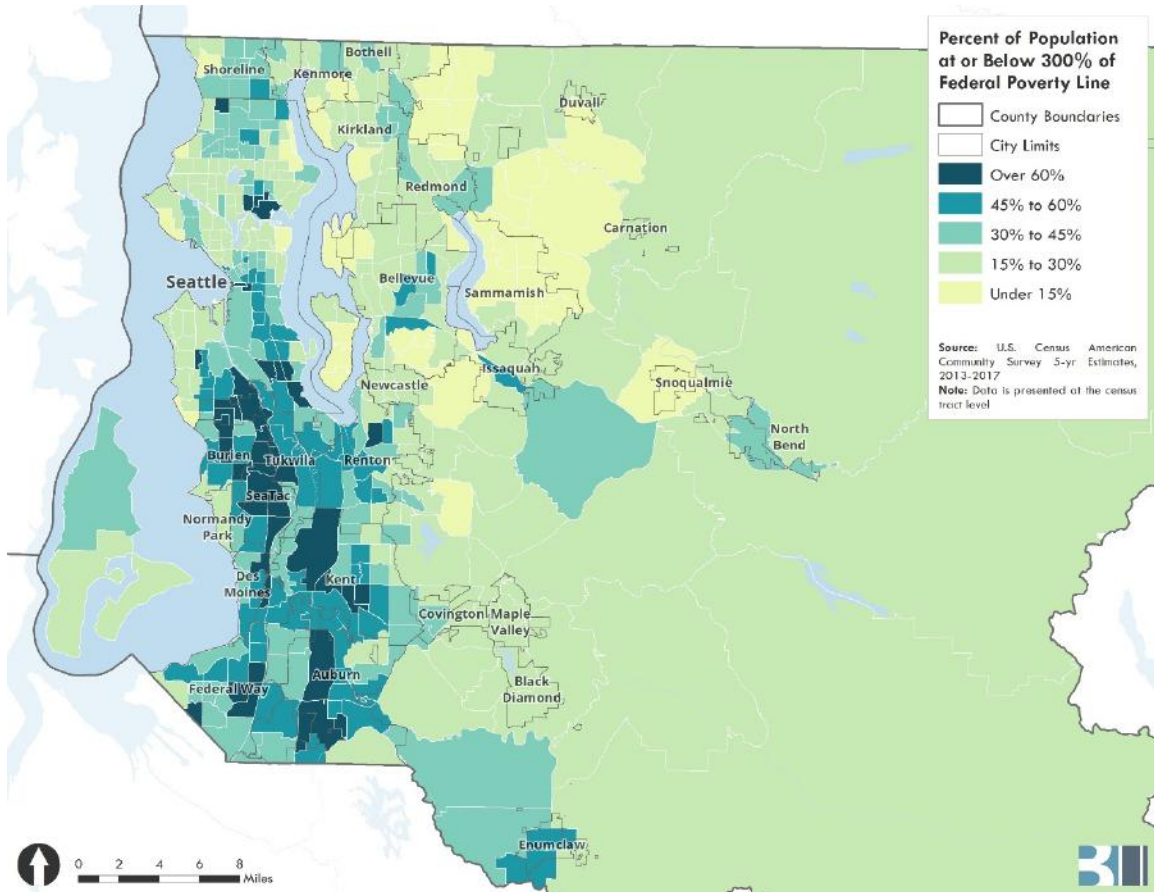 Percent of Population
at or Below 300% of
Federal Poverty Line
County Boundaries
City Limits
Over 60%
45% to 60%
30% to 45%
15% to 30%
Under 15%
Source: U.S. Census American
Community Survey 5-yr Estimates,
2013-2017
Note: Data is presented at the census
tract level
Bothell
Shoreline
Kenmore
Duvall
Kirkland
Redmond
Carnation
Seattle
Bellevue
Sammamish
Issaquah
Newcastle
Snoqualmie
North
Bend
Burien
Tukwila
Renton
SeaTac
Normandy
Park
Des
Moines
Kent
Covington
Maple
Valley
Black
Diamond
Auburn
Federal Way
Enumclaw
0 2 4 6 8
Miles